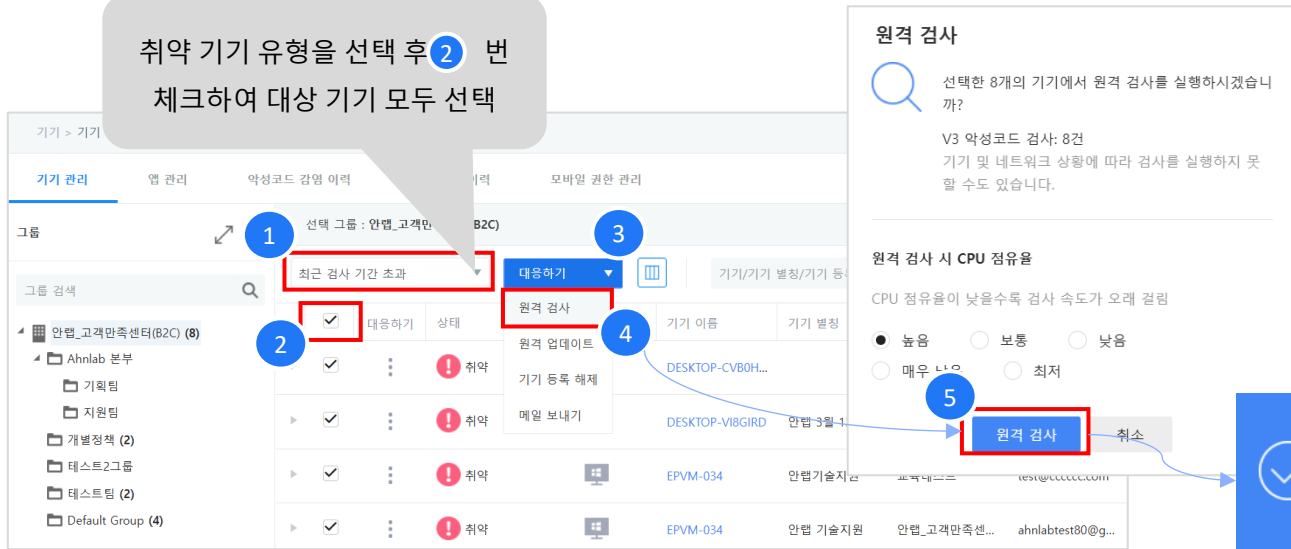 취약 기기 유형을 선택 후 2 번
체크하여 대상 기기 모두 선택
기기 > 기기
기기 관리
앱 관리
악성코드 감염 이력
이력
모바일 권한 관리
그룹
1
선택 그룹 : 안랩_고객만
B2C)
3
최근 검사 기간 초과
대응하기
기기/기기 별칭/기기 등
그룹 검색
2
대응하기
상태
원격 검사
4
기기 이름
기기 별칭
안랩_고객만족센터(B2C) (8)
Ahnlab 본부
기획팀
지원팀
개별정책 (2)
테스트2그룹
테스트팀 (2)
Default Group (4)
원격 업데이트
기기 등록 해제
메일 보내기
취약
DESKTOP-CVB0H...
취약
DESKTOP-VI8GIRD
안랩 3월 1
취약
EPVM-034
안랩기술지원
test@cccccc.com
취약
EPVM-034
안랩 기술지원
안랩_고객만족센...
ahnlabtest80@g...
원격 검사
선택한 8개의 기기에서 원격 검사를 실행하시겠습니
까?
V3 악성코드 검사: 8건
기기 및 네트워크 상황에 따라 검사를 실행하지 못
할 수도 있습니다.
원격 검사 시 CPU 점유율
CPU 점유율이 낮을수록 검사 속도가 오래 걸림
높음
보통
낮음
매우 낮음
최저
5
원격 검사
취소